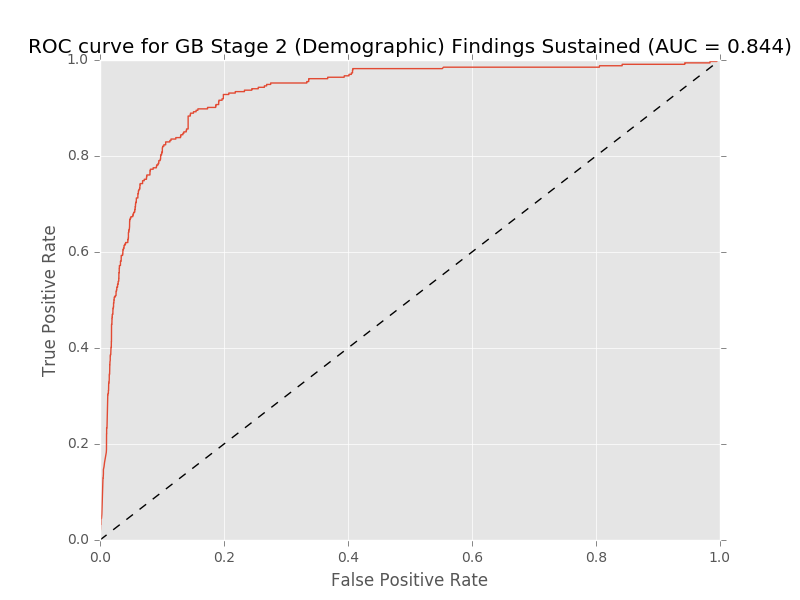 ROC curve for GB Stage 2 (Demographic) Findings Sustained (AUC = 0.844)
1.0
0.8
0.6
0.4
0.2
0.0
True Positive Rate
0.0 0.2 0.4 0.6 0.8 1.0
False Positive Rate